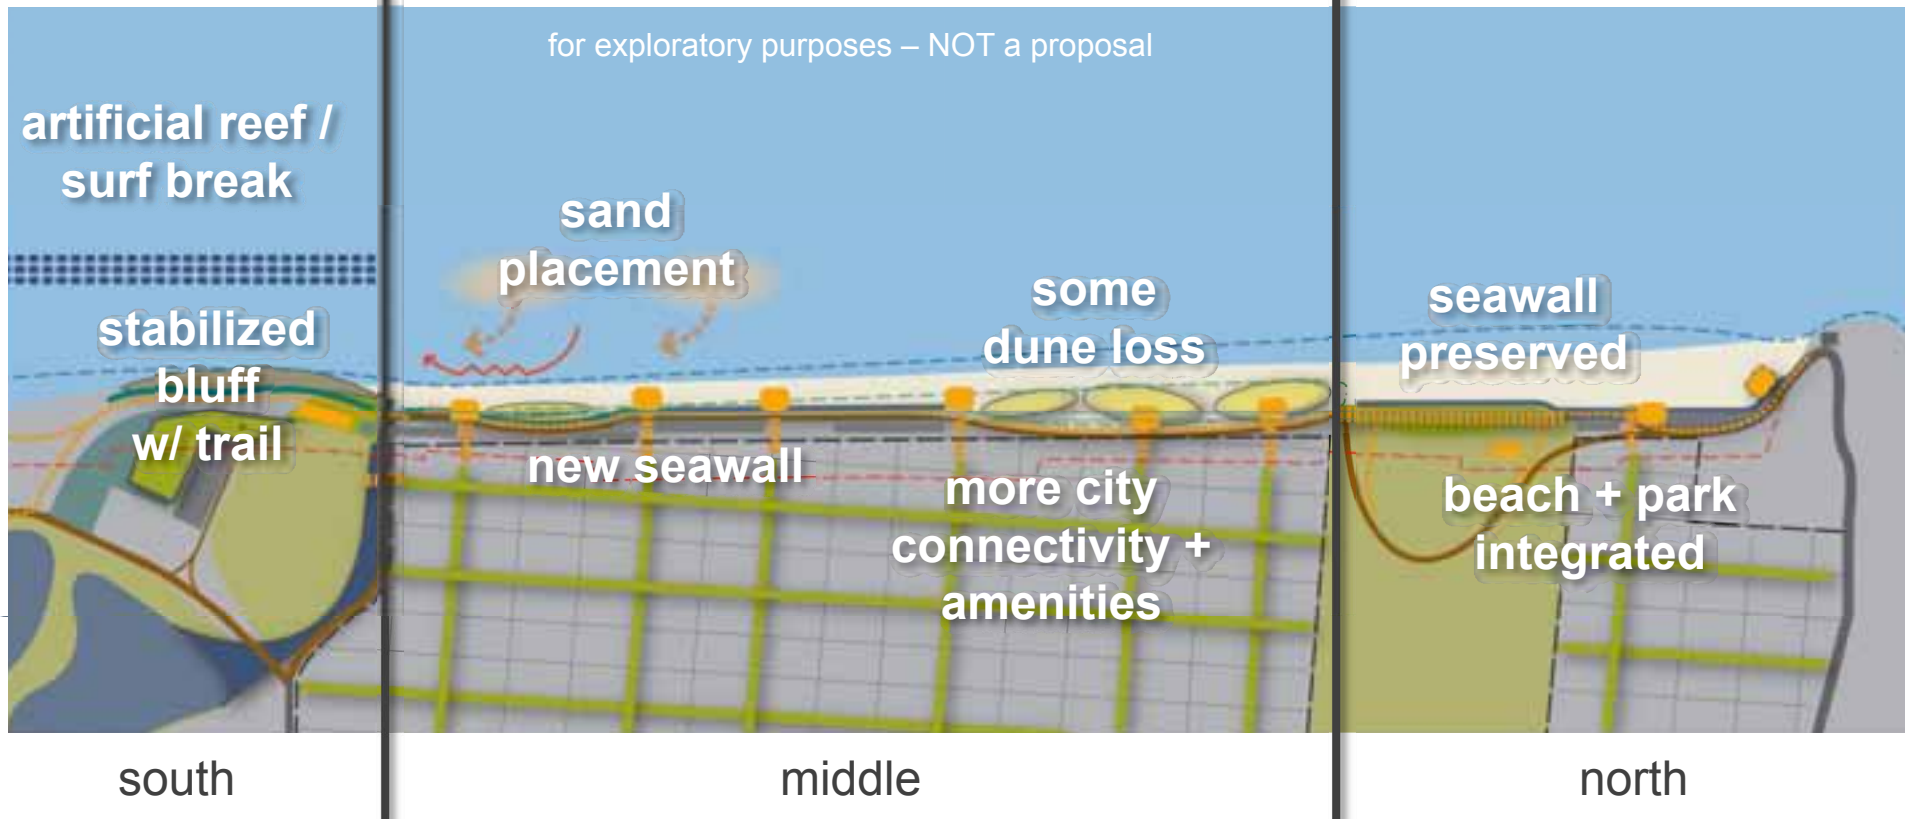 for exploratory purposes – NOT a proposal
artificial reef /
surf break
sand
placement
some
dune loss
seawall
preserved
stabilized
bluff
w/ trail
new seawall
more city
connectivity +
amenities
beach + park
integrated
south
middle
north